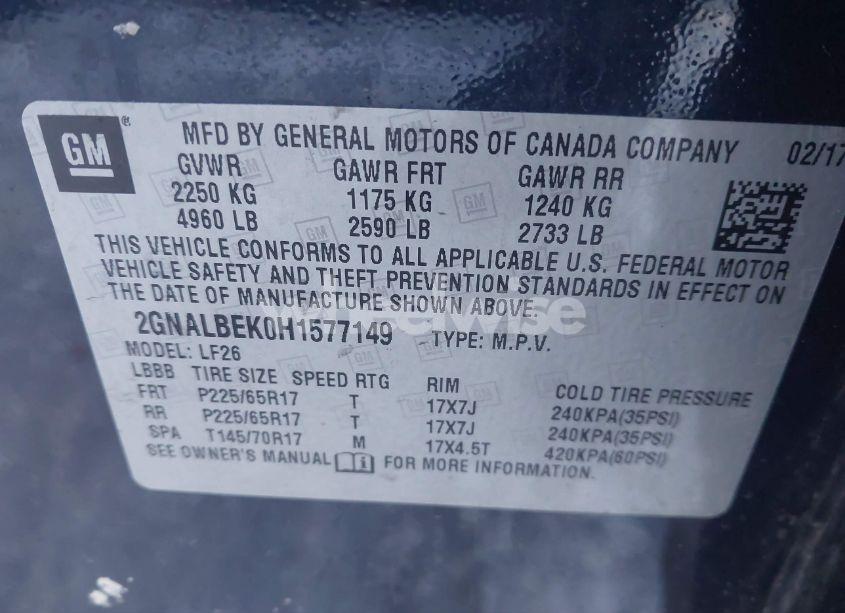 GM®
MFD BY GENERAL MOTORS OF CANADA COMPANY 02/17
GVWR GAWR FRT GAWR RR
2250 KG 1175 KG 1240 KG
4960 LB 2590 LB 2733 LB
THIS VEHICLE CONFORMS TO ALL APPLICABLE U.S. FEDERAL MOTOR
VEHICLE SAFETY AND THEFT PREVENTION STANDARDS IN EFFECT ON
THE DATE OF MANUFACTURE SHOWN ABOVE.
2GNALBEK0H1577149 TYPE: M.P.V.
MODEL: LF26
LBBB TIRE SIZE SPEED RTG RIM COLD TIRE PRESSURE
FRT P225/65R17 T 17X7J 240KPA(35PSI)
RR P225/65R17 T 17X7J 240KPA(35PSI)
SPA T145/70R17 M 17X4.5T 420KPA(60PSI)
SEE OWNER'S MANUAL FOR MORE INFORMATION.